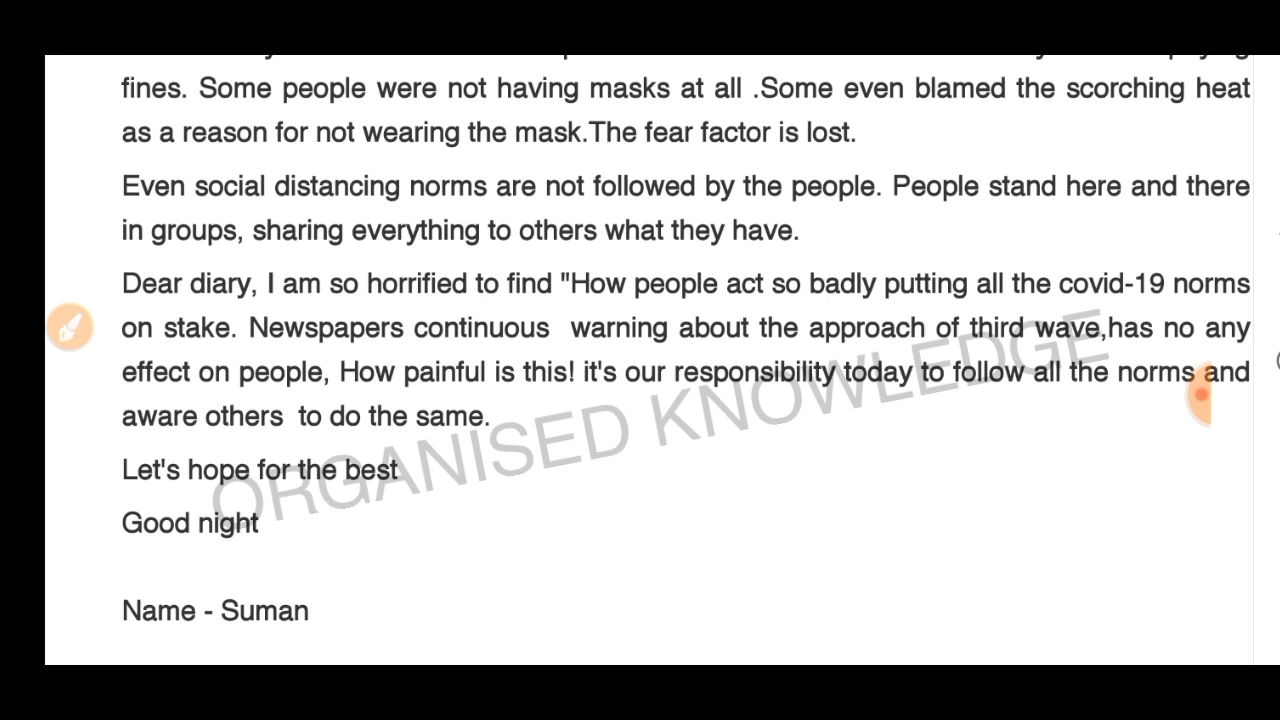 fines. Some people were not having masks at all .Some even blamed the scorching heat
as a reason for not wearing the mask.The fear factor is lost.
Even social distancing norms are not followed by the people. People stand here and there
in groups, sharing everything to others what they have.
Dear diary, I am so horrified to find "How people act so badly putting all the covid-19 norms
on stake. Newspapers continuous  warning about the approach of third wave,has no any
effect on people, How painful is this! it's our responsibility today to follow all the norms and
aware others  to do the same.
Let's hope for the best
Good night
Name - Suman
ORGANISED KNOWLEDGE